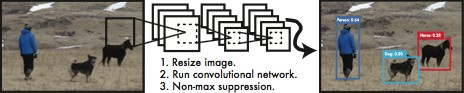 1. Resize image.
2. Run convolutional network.
3. Non-max suppression.
Person: 0.64
Horse: 0.28
Dog: 0.30